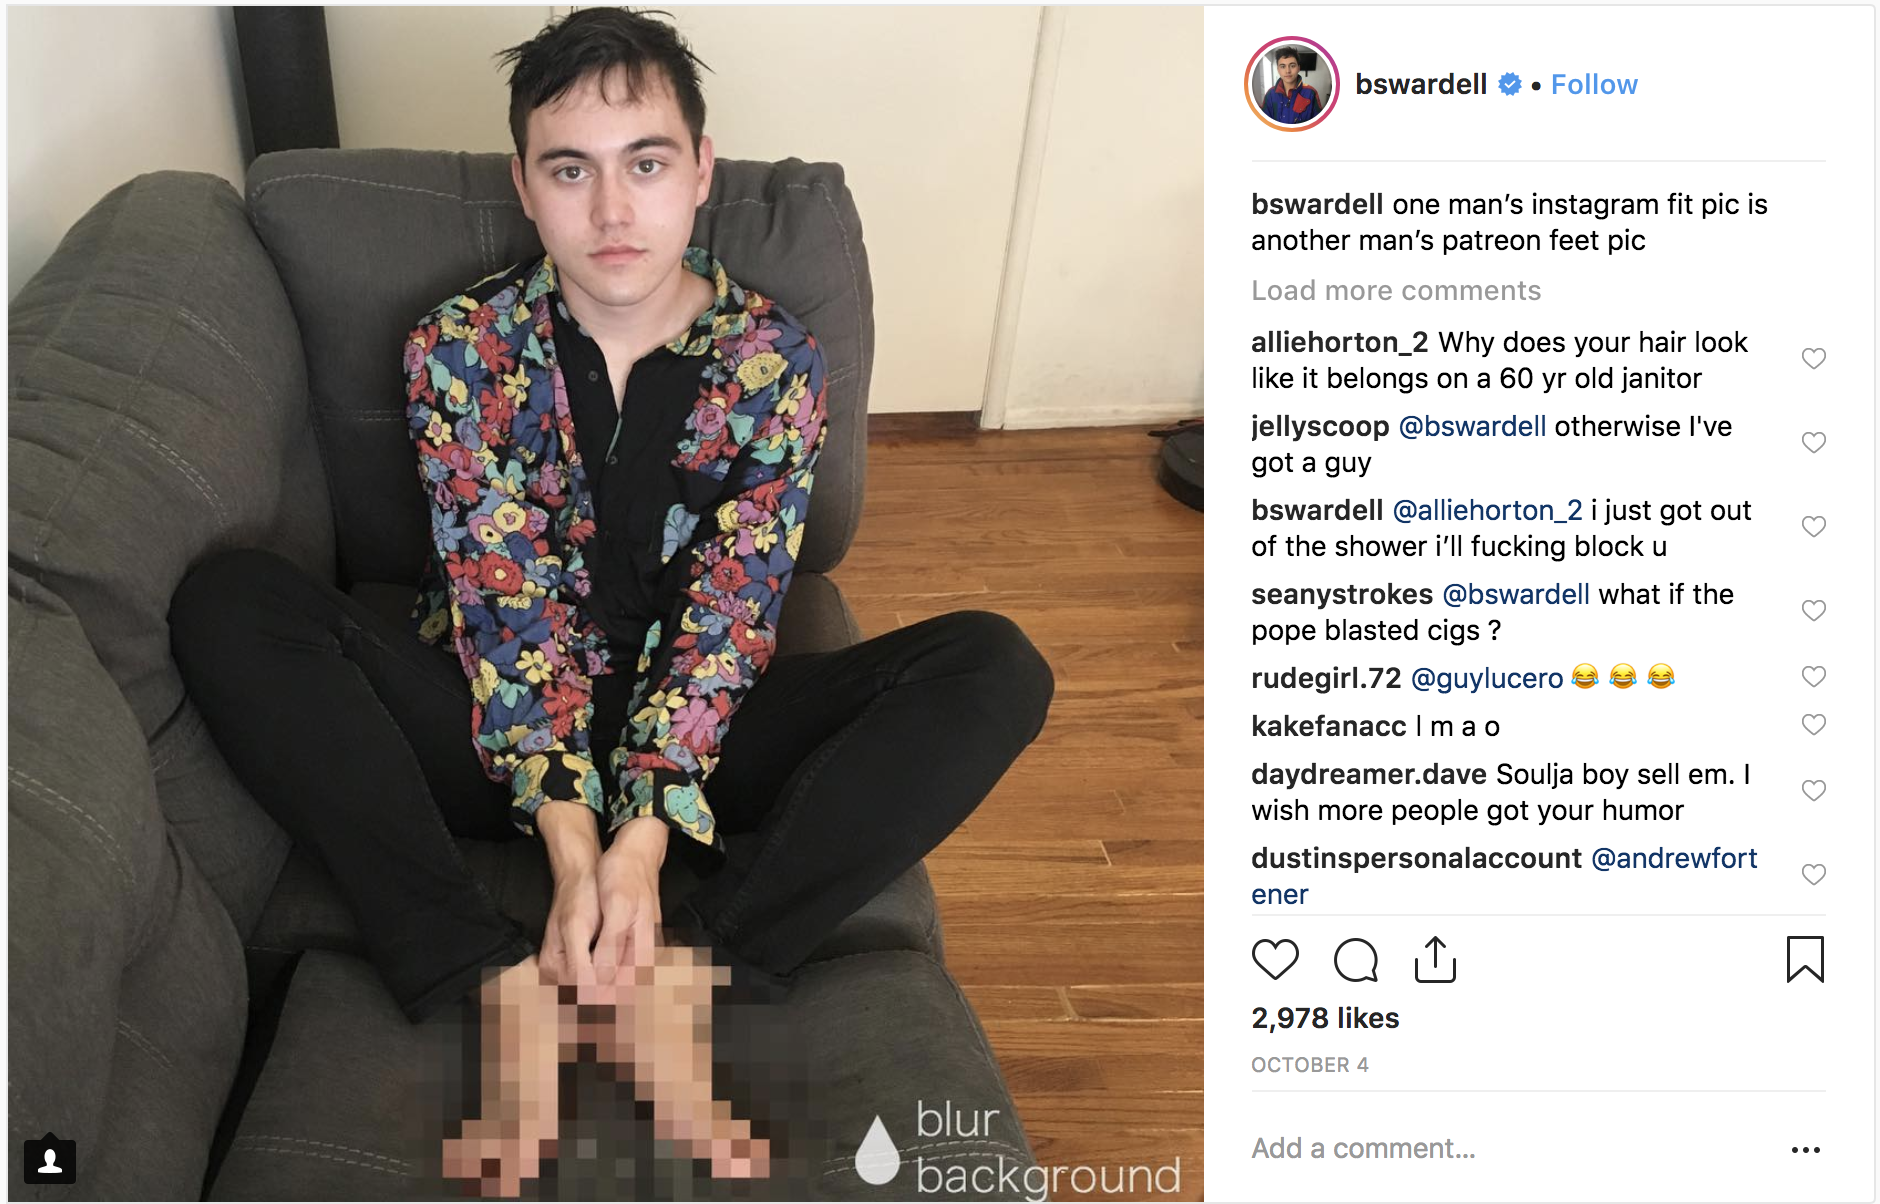 bswardell • Follow
bswardell one man’s instagram fit pic is
another man’s patreon feet pic
Load more comments
alliehorton_2 Why does your hair look
like it belongs on a 60 yr old janitor
jellyscoop @bswardell otherwise I've
got a guy
bswardell @alliehorton_2 i just got out
of the shower i’ll fucking block u
seanystrokes @bswardell what if the
pope blasted cigs ?
rudegirl.72 @guylucero 😂 😂 😂
kakefanacc l m a o
daydreamer.dave Soulja boy sell em. I
wish more people got your humor
dustinspersonalaccount @andrewfort
ener
2,978 likes
OCTOBER 4
Add a comment...
blur
background